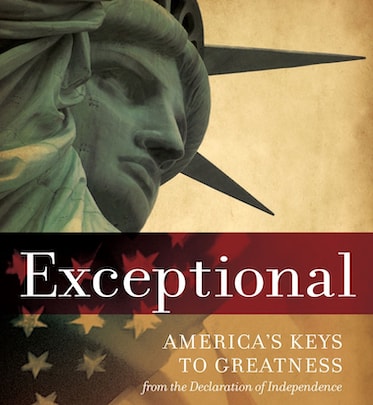 Exceptional
AMERICA'S KEYS
TO GREATNESS
from the Declaration of Independence